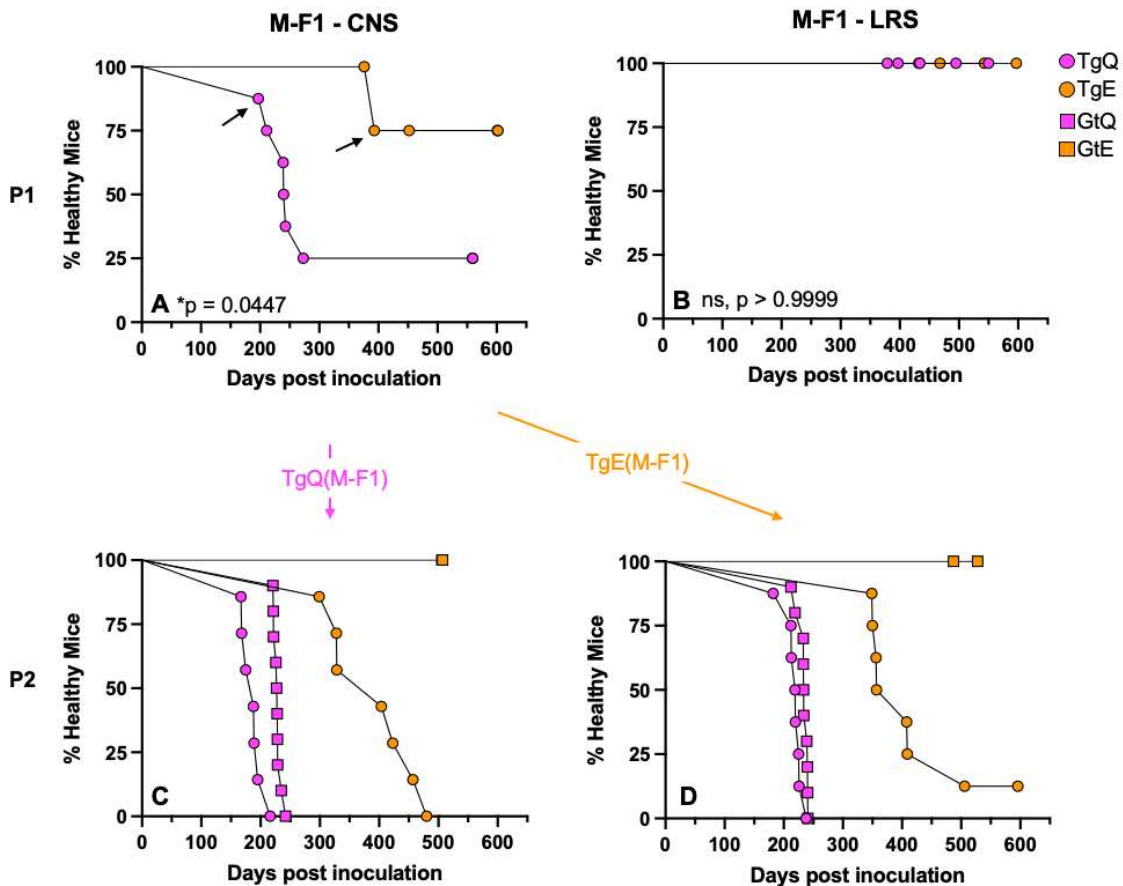 M-F1 - CNS
M-F1 - LRS
P1
% Healthy Mice
100
75
50
25
0
A *p = 0.0447
0 100 200 300 400 500 600
Days post inoculation
% Healthy Mice
100
75
50
25
0
B ns, p > 0.9999
0 100 200 300 400 500 600
Days post inoculation
TgQ
TgE
GtQ
GtE
TgQ(M-F1)
TgE(M-F1)
P2
% Healthy Mice
100
75
50
25
0
C
0 100 200 300 400 500 600
Days post inoculation
% Healthy Mice
100
75
50
25
0
D
0 100 200 300 400 500 600
Days post inoculation